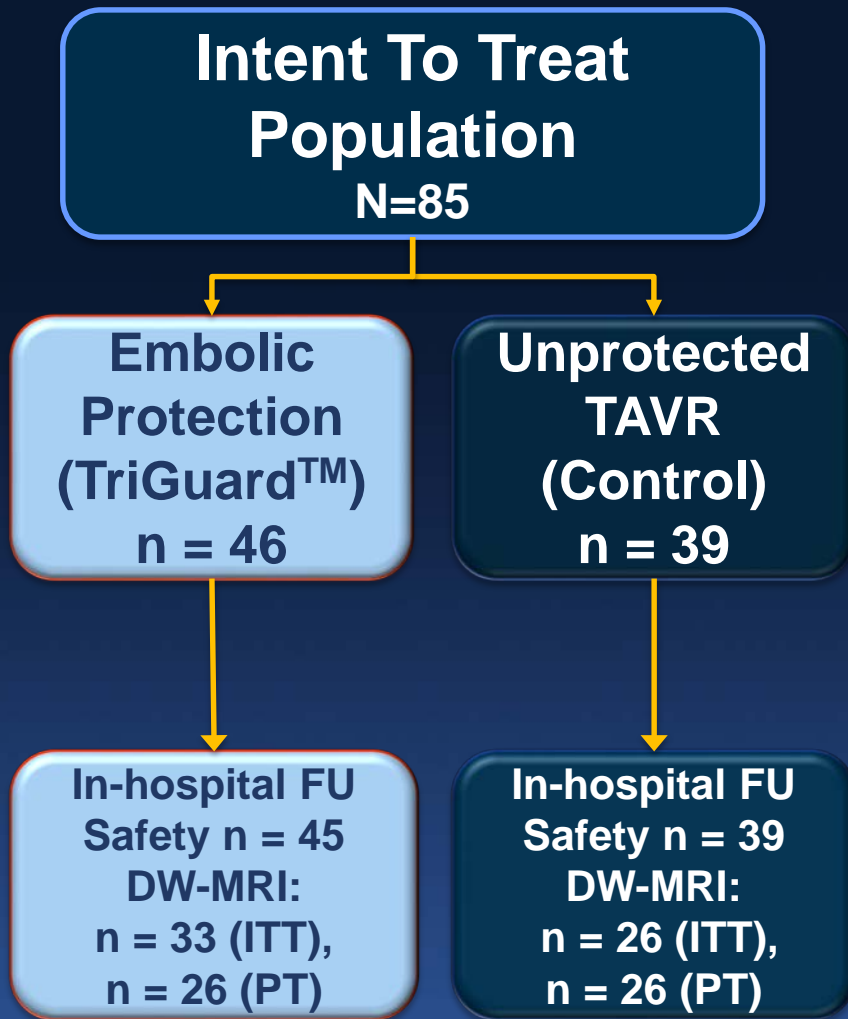 Intent To Treat
Population
N=85
Embolic
Protection
(TriGuard™)
n = 46
Unprotected
TAVR
(Control)
n = 39
In-hospital FU
Safety n = 45
DW-MRI:
n = 33 (ITT),
n = 26 (PT)
In-hospital FU
Safety n = 39
DW-MRI:
n = 26 (ITT),
n = 26 (PT)